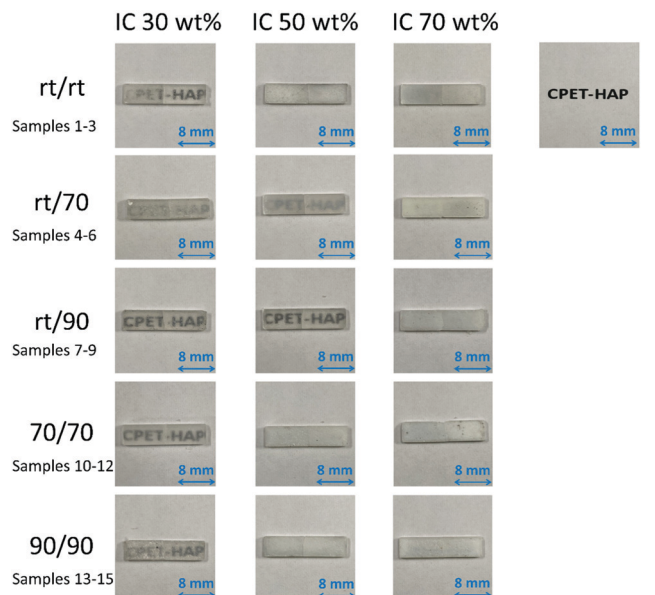 IC 30 wt% IC 50 wt% IC 70 wt%
rt/rt
Samples 1-3
CPET-HAP
8 mm 8 mm 8 mm
CPET-HAP
8 mm
rt/70
Samples 4-6
CPET-HAP CPET-HAP
8 mm 8 mm 8 mm
rt/90
Samples 7-9
CPET-HAP CPET-HAP
8 mm 8 mm 8 mm
70/70
Samples 10-12
CPET-HAP
8 mm 8 mm 8 mm
90/90
Samples 13-15
CPET-HAP
8 mm 8 mm 8 mm